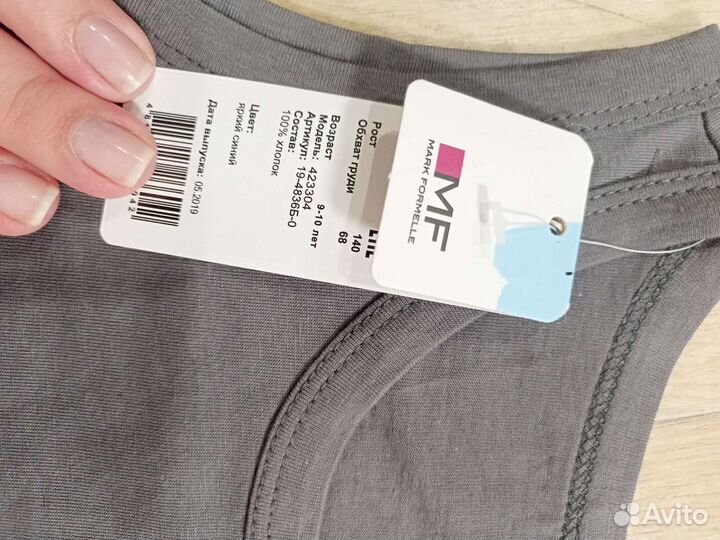 MF
MARK FORMELLE
Рост 140
Обхват груди 68
Возраст 9-10 лет
Модель: 423304
Артикул: 19-4836Б-0
Состав:
100% хлопок
Цвет:
яркий синий
Дата выпуска: 05.2019
Avito